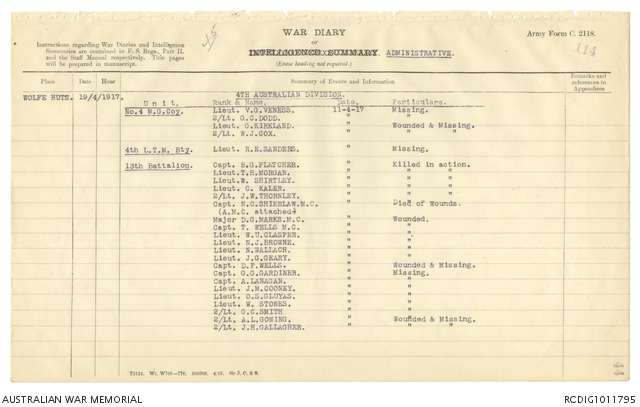 WAR DIARY
or
INTELLIGENCE SUMMARY. ADMINISTRATIVE.
(Erase heading not required.)
Army Form C. 2118.
Instructions regarding War Diaries and Intelligence
Summaries are contained in F. S. Regs., Part II.
and the Staff Manual respectively. Title pages
will be prepared in manuscript.
Place Date Hour Summary of Events and Information Remarks and
references to
Appendices
WOLFE HUTS. 19/4/1917. 4TH AUSTRALIAN DIVISION.
Unit. Rank & Name. Date. Particulars.
No.4 M.G.Coy. Lieut. V.G.VENESS. 11-4-17 Missing.
2/Lt. O.C.DODD. " "
Lieut. G.KIRKLAND. " Wounded & Missing.
2/Lt. W.J.COX. " " "
4th L.T.M. Bty. Lieut. R.K.SANDERS. " Missing.
13th Battalion. Capt. H.G.FLETCHER. " Killed in action.
Lieut.T.H.MORGAN. " " "
Lieut.W. SHIRTLEY. " " "
Lieut. G. KALER. " " "
2/Lt. J.W.THORNLEY. " " "
Capt. N.C.SHIERLAW.M.C. " Died of Wounds.
(A.M.C. attached)
Major D.G.MARKS.M.C. " Wounded.
Capt. T. WELLS M.C. " "
Lieut. W.U.GLASFER. " "
Lieut. N.J.BROWNE. " "
Lieut. N.WALLACH. " "
Lieut. J.G.GEARY. " "
Capt. D.P.WELLS. " Wounded & Missing.
Capt. G.G.GARDINER. " Missing.
Capt. A.LANAGAN. " "
Lieut. J.M.COONEY. " "
Lieut. O.S.GLUYAS. " "
Lieut. W. STONES. " "
2/Lt. G.C.SMITH " "
2/Lt. A.L.GONING. " Wounded & Missing.
2/Lt. J.H.GALLAGHER. " " "
AUSTRALIAN WAR MEMORIAL
RCDIG1011795